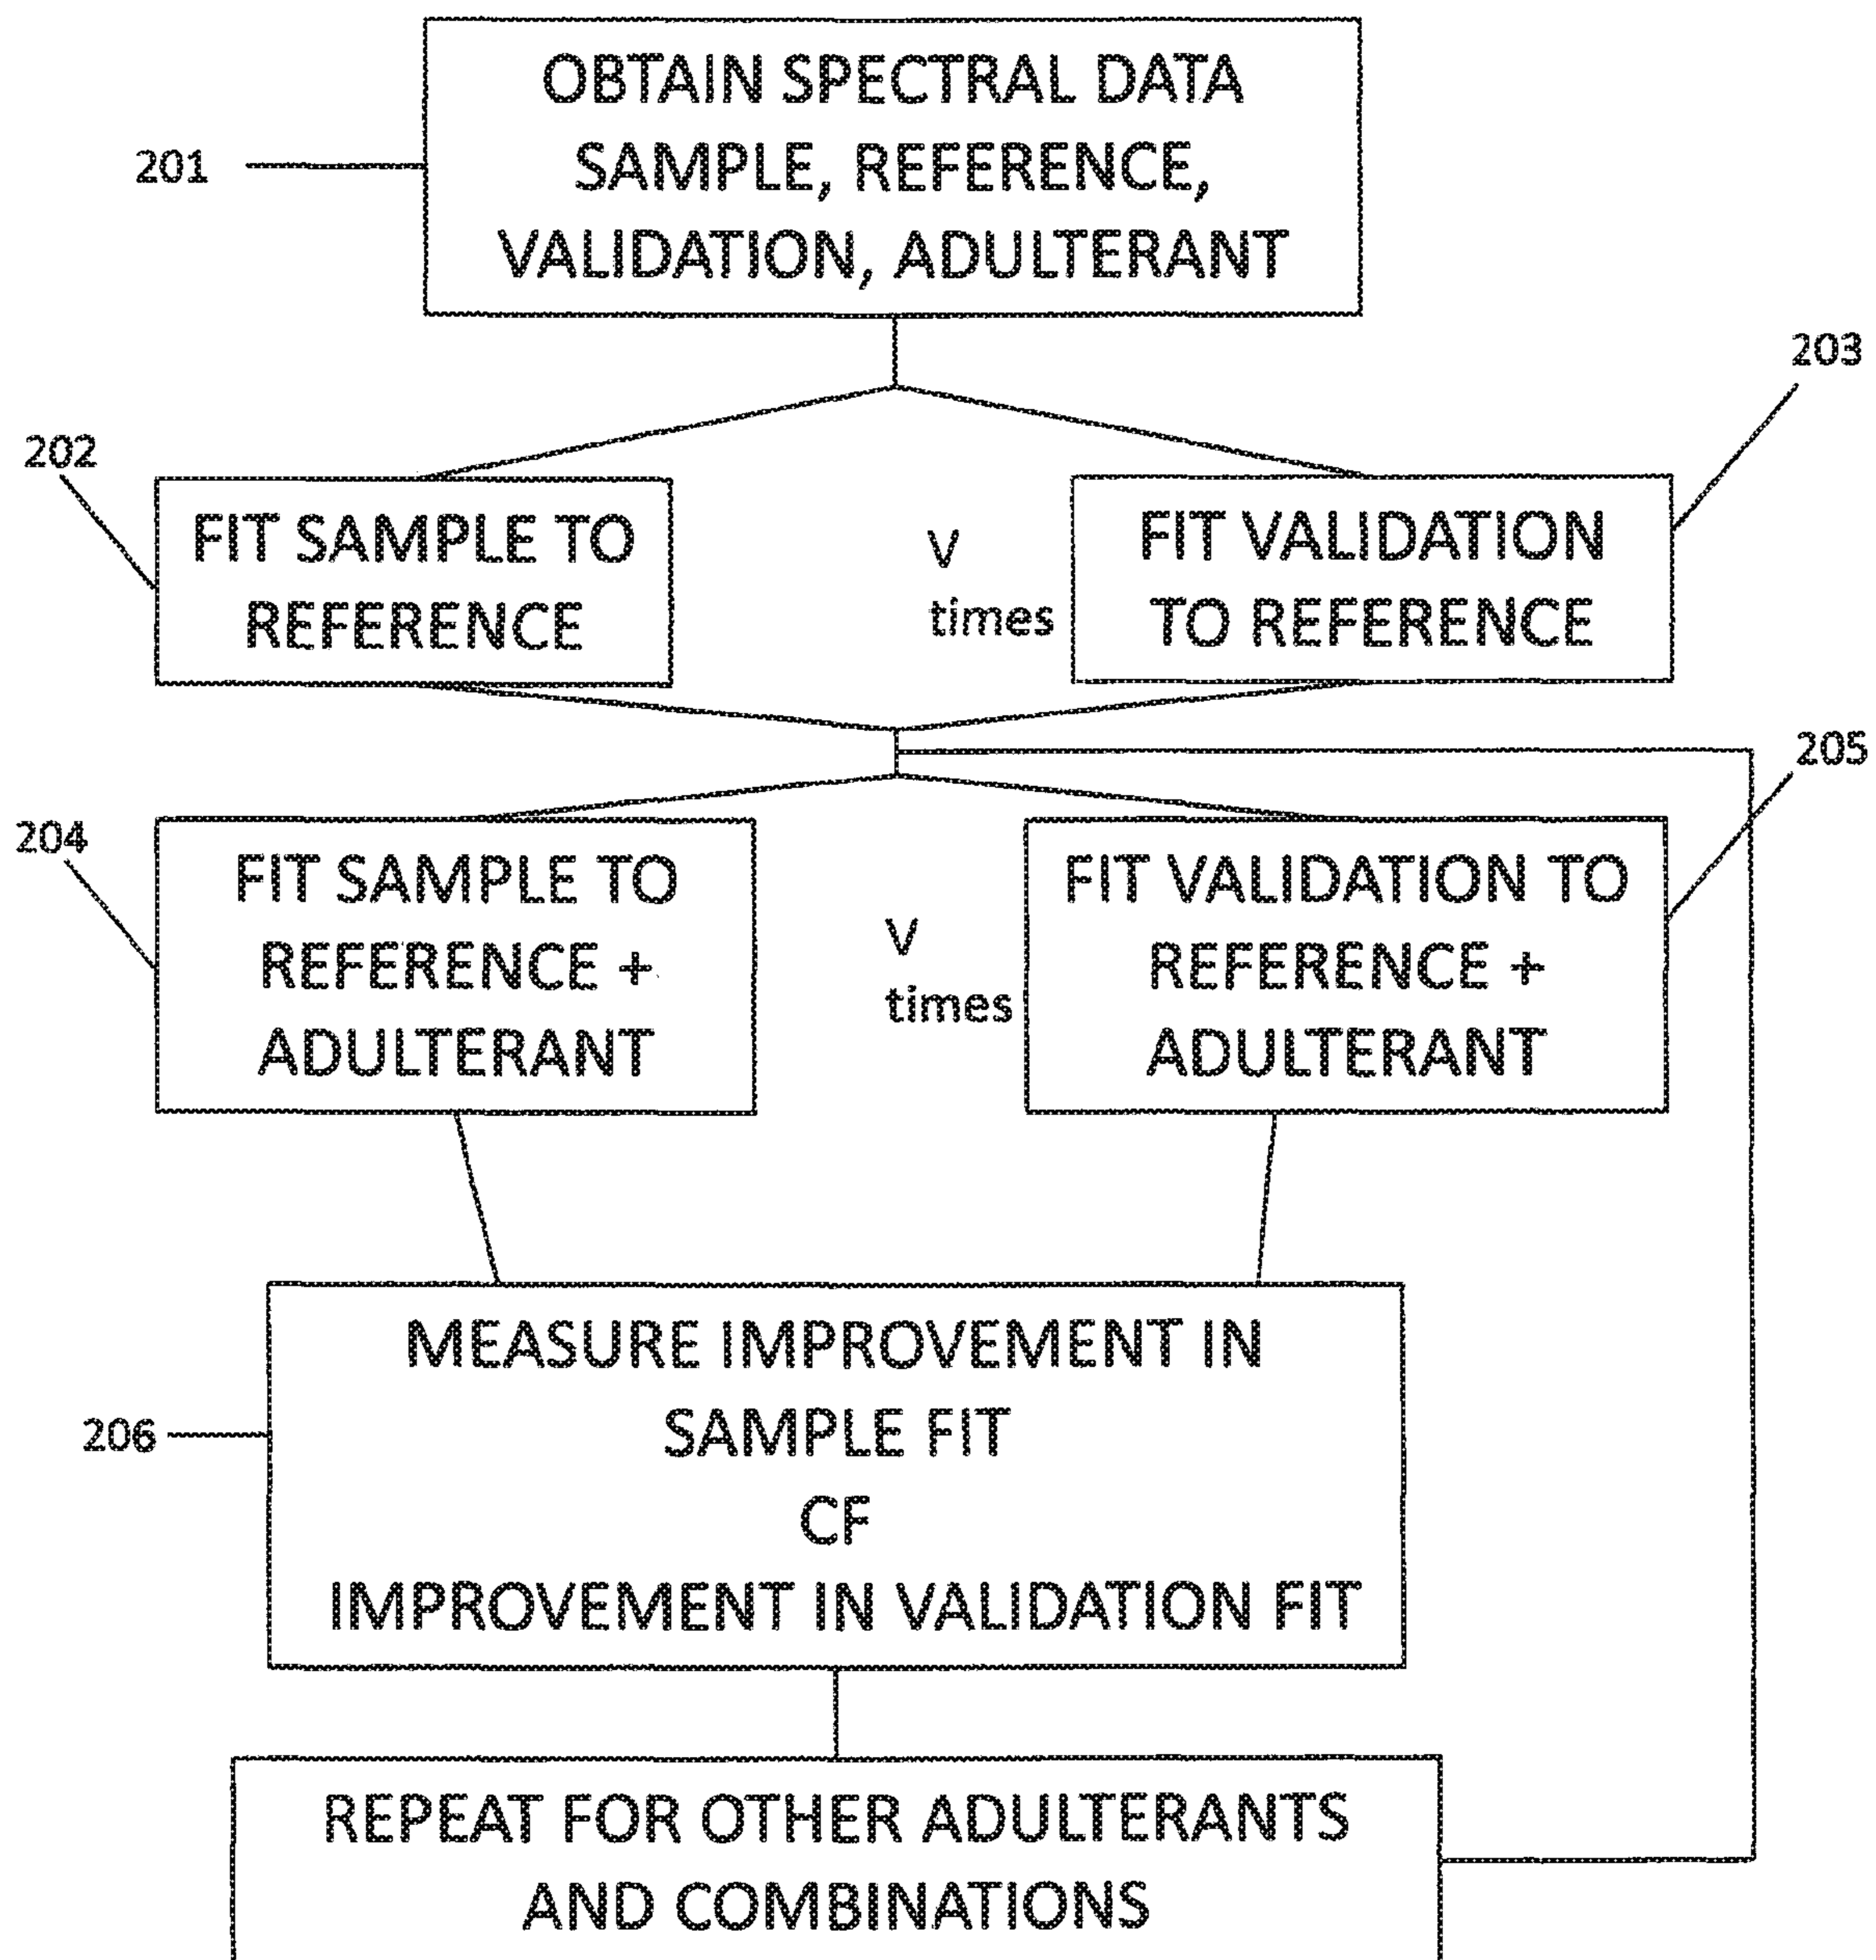 OBTAIN SPECTRAL DATA
SAMPLE, REFERENCE,
VALIDATION, ADULTERANT
201
203
202
FIT SAMPLE TO
REFERENCE
V
times
FIT VALIDATION
TO REFERENCE
205
204
FIT SAMPLE TO
REFERENCE +
ADULTERANT
V
times
FIT VALIDATION TO
REFERENCE +
ADULTERANT
206
MEASURE IMPROVEMENT IN
SAMPLE FIT
CF
IMPROVEMENT IN VALIDATION FIT
REPEAT FOR OTHER ADULTERANTS
AND COMBINATIONS